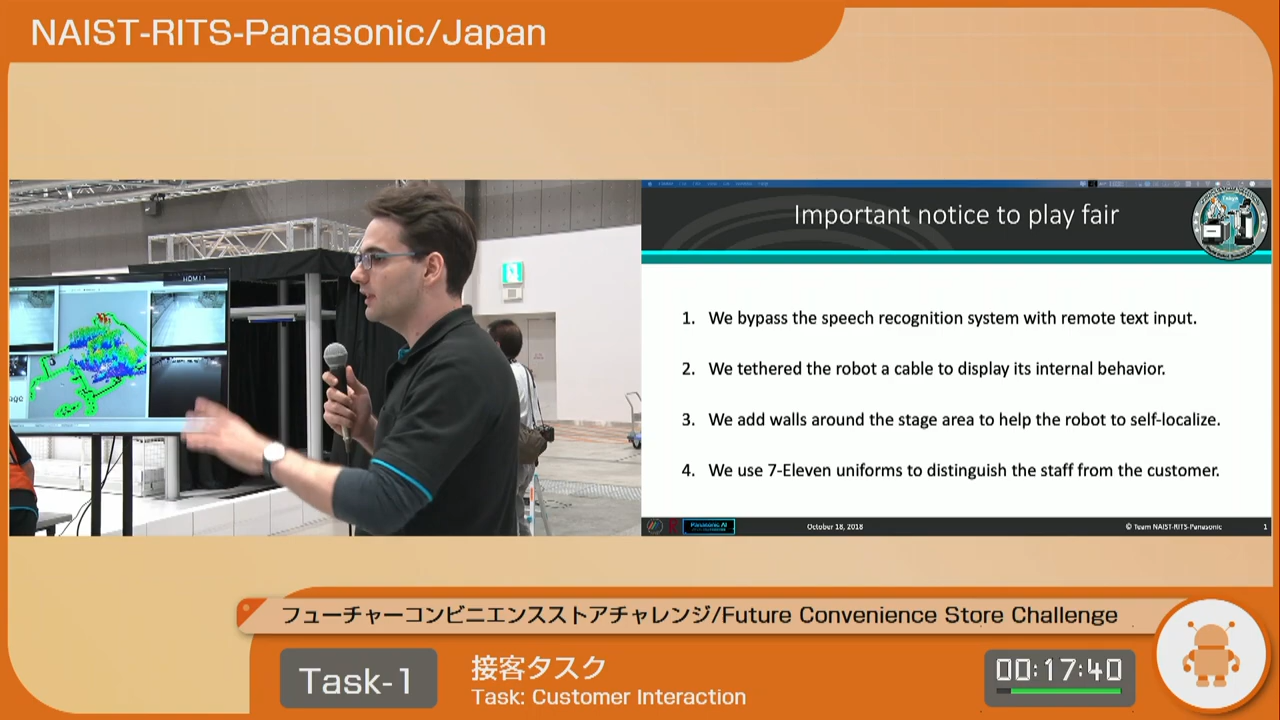 NAIST-RITS-Panasonic/Japan
HDMI 1
age
Important notice to play fair
1. We bypass the speech recognition system with remote text input.
2. We tethered the robot a cable to display its internal behavior.
3. We add walls around the stage area to help the robot to self-localize.
4. We use 7-Eleven uniforms to distinguish the staff from the customer.
Panasonic AI
October 18, 2018
© Team NAIST-RITS-Panasonic
1
フューチャーコンビニエンスストアチャレンジ/Future Convenience Store Challenge
Task-1
接客タスク
Task: Customer Interaction
00:17:40